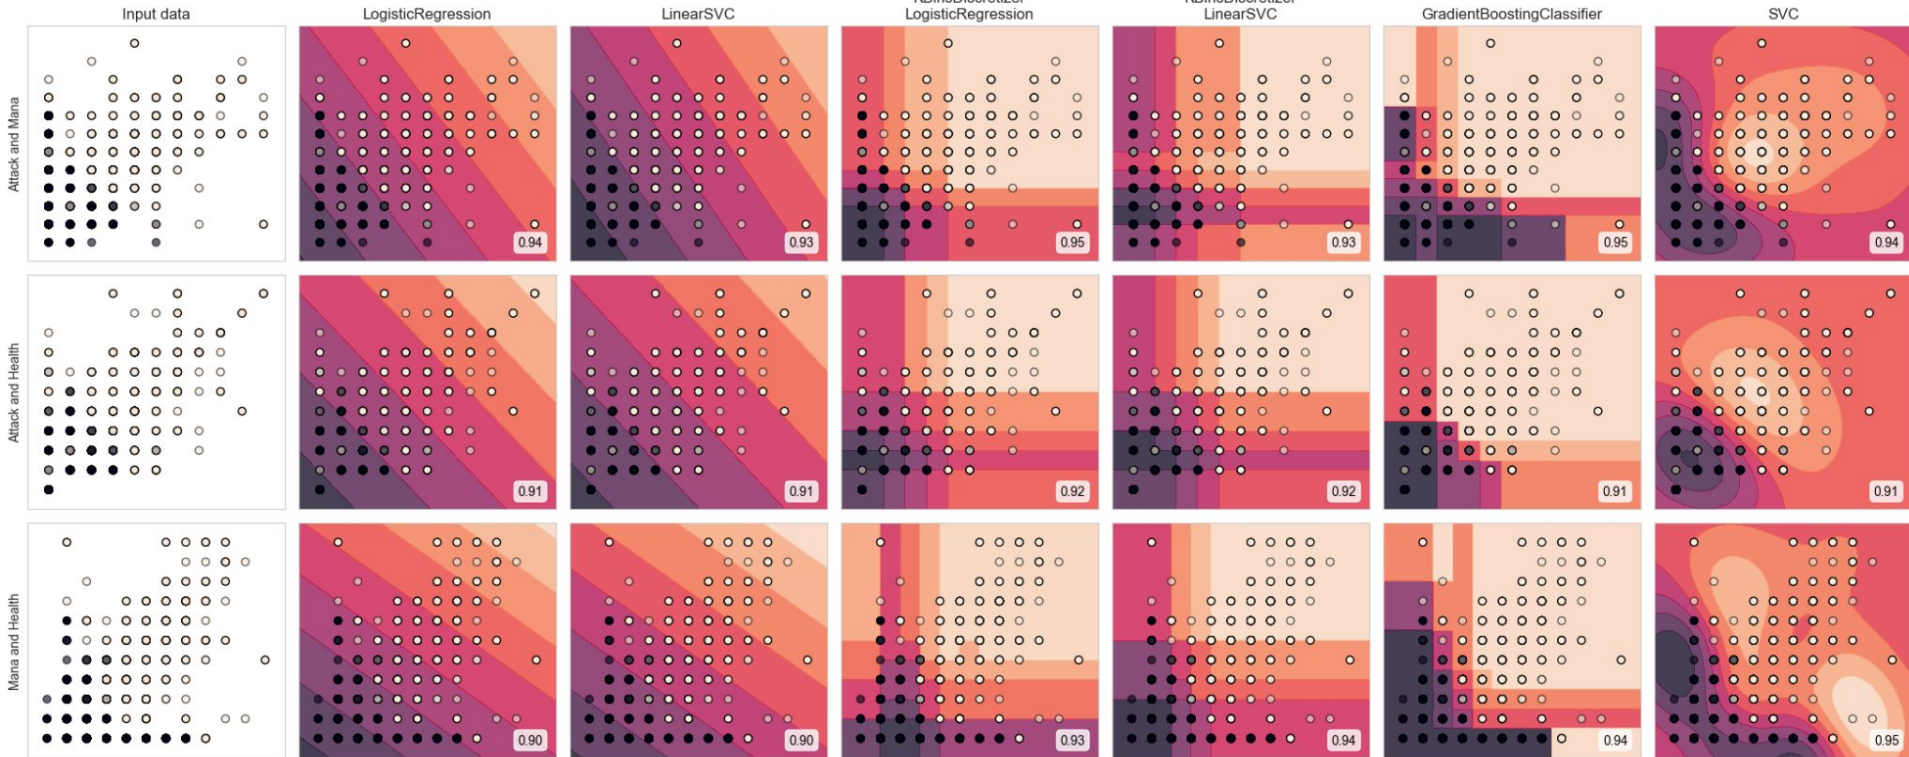 Input data
LogisticRegression
LinearSVC
KBinsDiscretizer
LogisticRegression
KBinsDiscretizer
LinearSVC
GradientBoostingClassifier
SVC
Attack and Mana
0.94
0.93
0.95
0.93
0.95
0.94
Attack and Health
0.91
0.91
0.92
0.92
0.91
0.91
Mana and Health
0.90
0.90
0.93
0.94
0.94
0.95